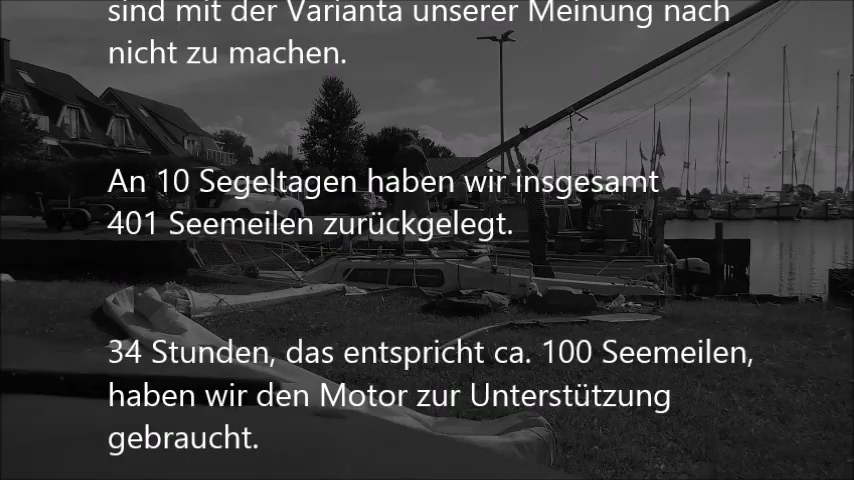 sind mit der Varianta unserer Meinung nach
nicht zu machen.
An 10 Segeltagen haben wir insgesamt
401 Seemeilen zurückgelegt.
34 Stunden, das entspricht ca. 100 Seemeilen,
haben wir den Motor zur Unterstützung
gebraucht.